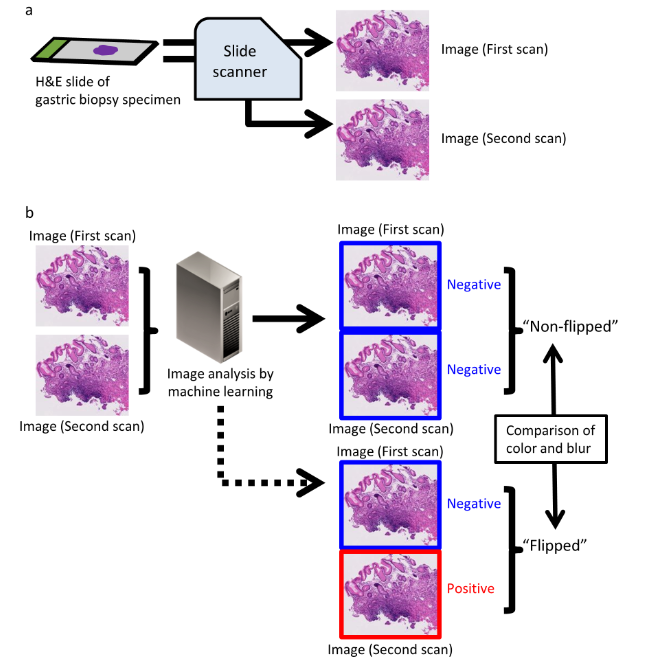 a
Slide
scanner
H&E slide of
gastric biopsy specimen
Image (First scan)
Image (Second scan)
b
Image (First scan)
Image (Second scan)
Image analysis by
machine learning
Image (First scan)
Negative
Negative
Image (Second scan)
"Non-flipped"
Comparison of
color and blur
Image (First scan)
Negative
Positive
Image (Second scan)
"Flipped"